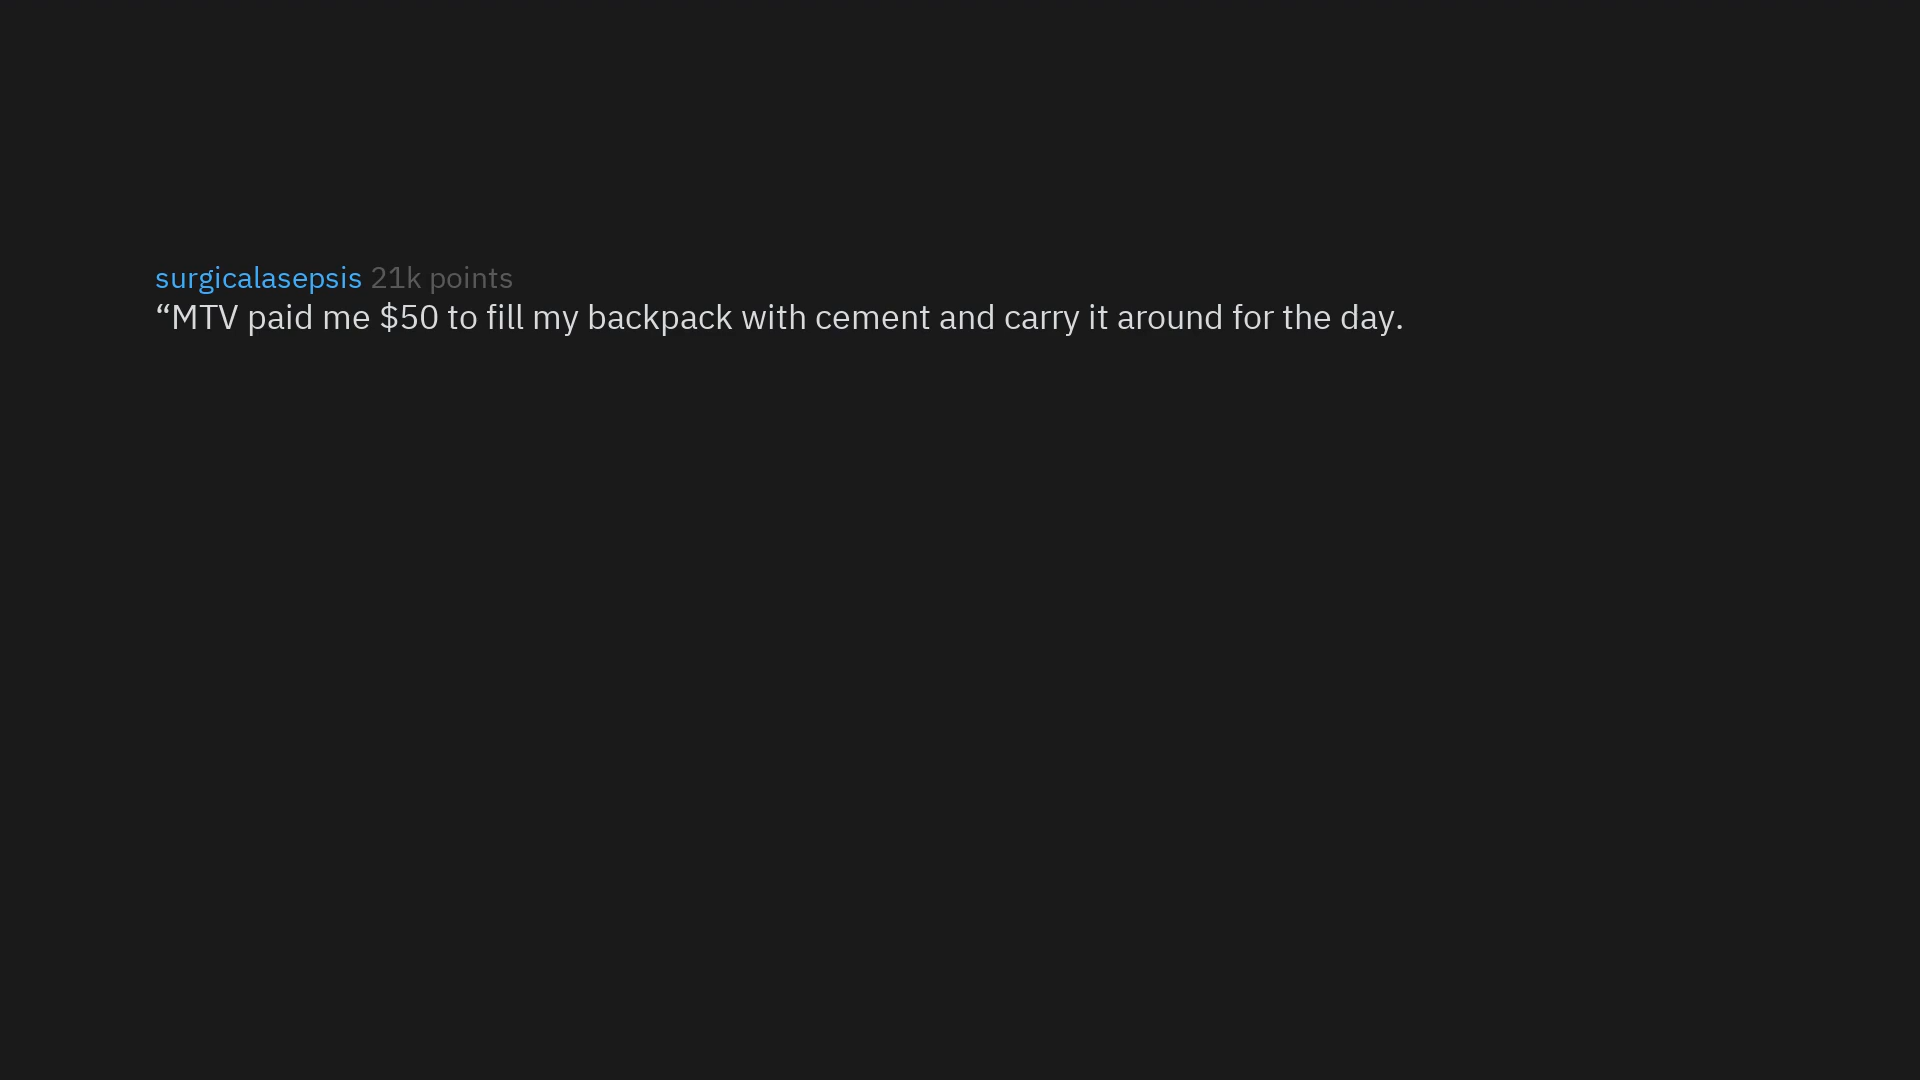 surgicalasepsis 21k points
“MTV paid me $50 to fill my backpack with cement and carry it around for the day.